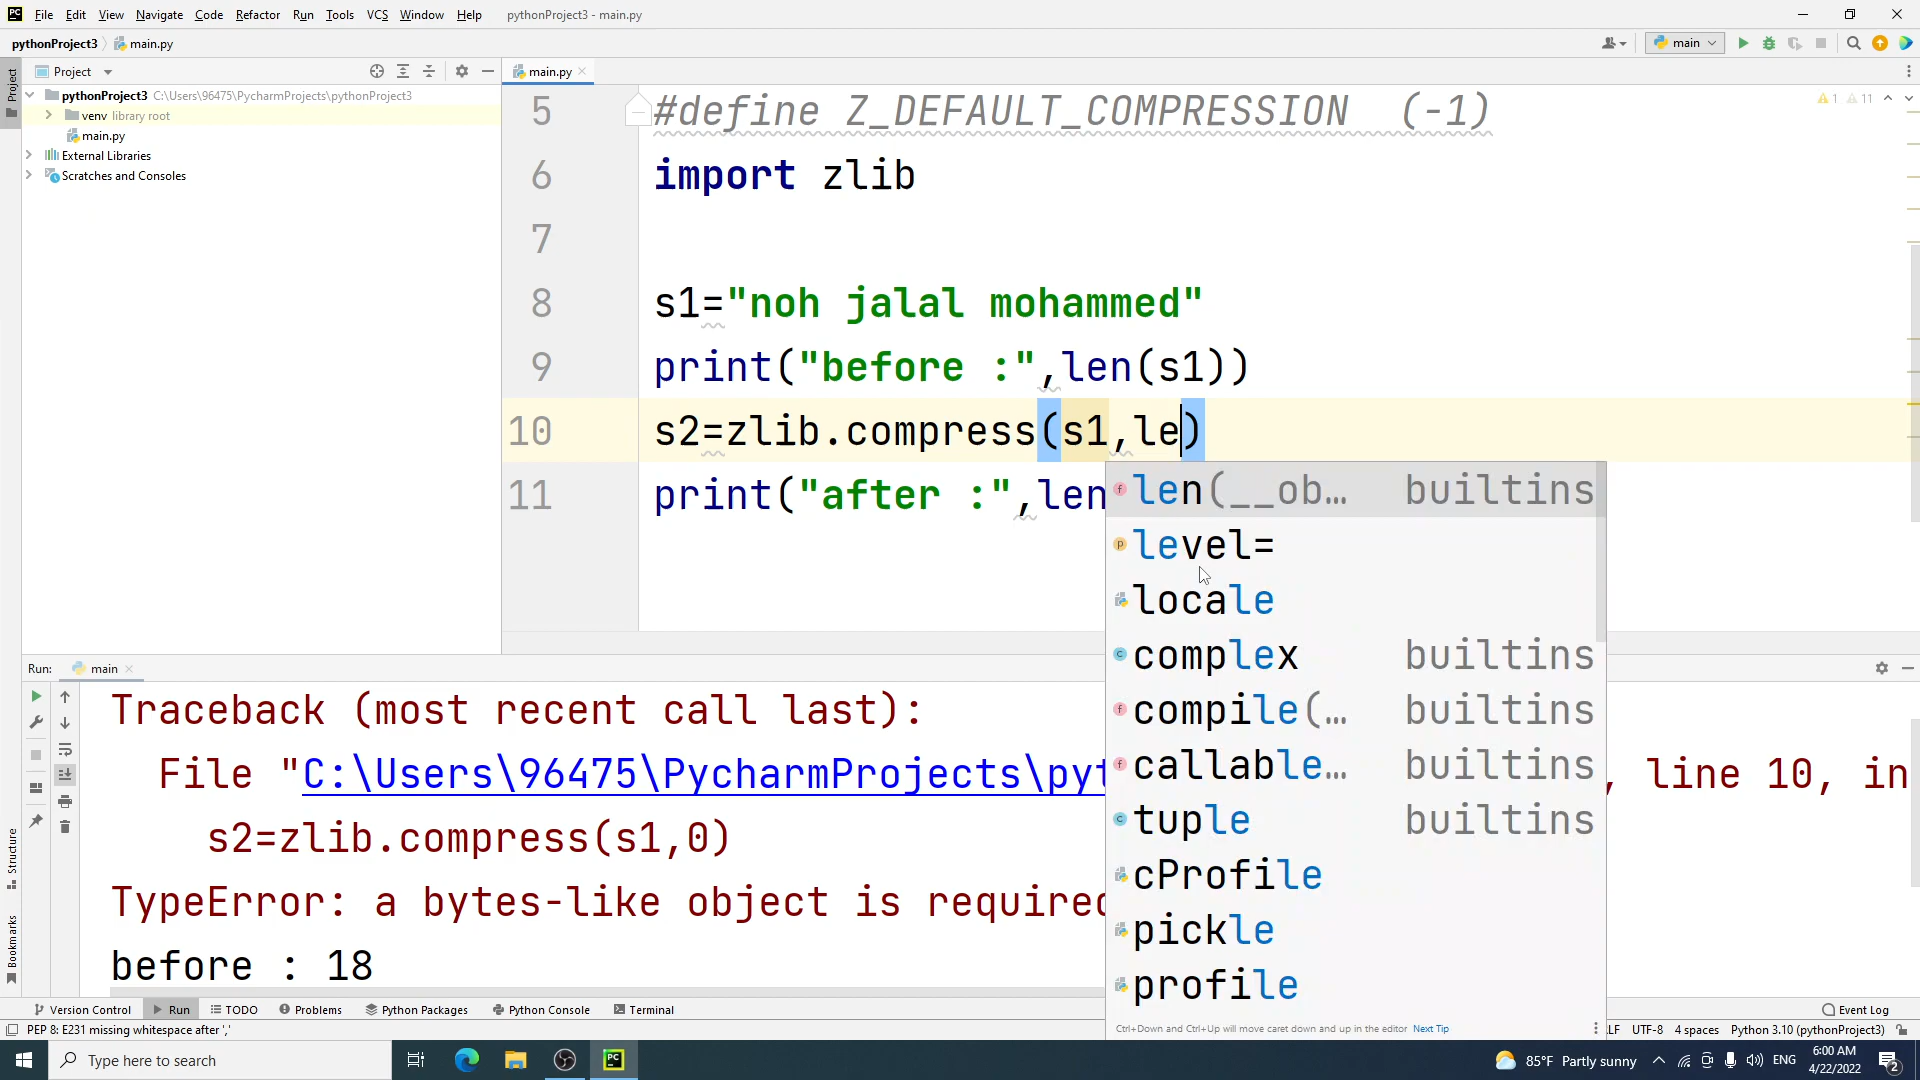 File Edit View Navigate Code Refactor Run Tools VCS Window Help pythonProject3 - main.py
pythonProject3 main.py main
Project main.py
pythonProject3 C:\Users\96475\PycharmProjects\pythonProject3
venv library root
main.py
External Libraries
Scratches and Consoles
Project
1 11
5 #define Z_DEFAULT_COMPRESSION (-1)
6 import zlib
7
8 s1="noh jalal mohammed"
9 print("before :",len(s1))
10 s2=zlib.compress(s1,le)
11 print("after :",len
len(__ob… builtins
level=
locale
complex builtins
compile(… builtins
callable… builtins
tuple builtins
cProfile
pickle
profile
Ctrl+Down and Ctrl+Up will move caret down and up in the editor Next Tip
Run: main
Traceback (most recent call last):
File "C:\Users\96475\PycharmProjects\pyt , line 10, in
s2=zlib.compress(s1,0)
TypeError: a bytes-like object is required
before : 18
Structure
Bookmarks
Version Control Run TODO Problems Python Packages Python Console Terminal Event Log
PEP 8: E231 missing whitespace after ',' LF UTF-8 4 spaces Python 3.10 (pythonProject3)
Type here to search 85°F Partly sunny ENG 6:00 AM
4/22/2022 2